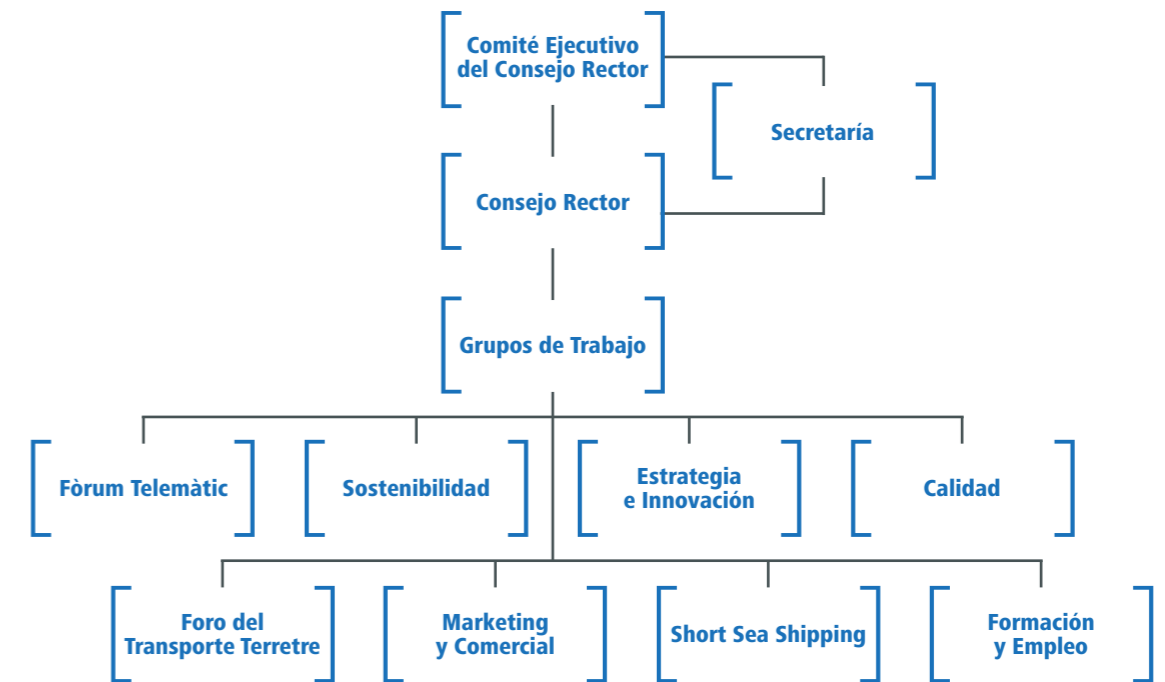 Comité Ejecutivo
del Consejo Rector
Secretaría
Consejo Rector
Grupos de Trabajo
Fòrum Telemàtic
Sostenibilidad
Estrategia
e Innovación
Calidad
Foro del
Transporte Terretre
Marketing
y Comercial
Short Sea Shipping
Formación
y Empleo